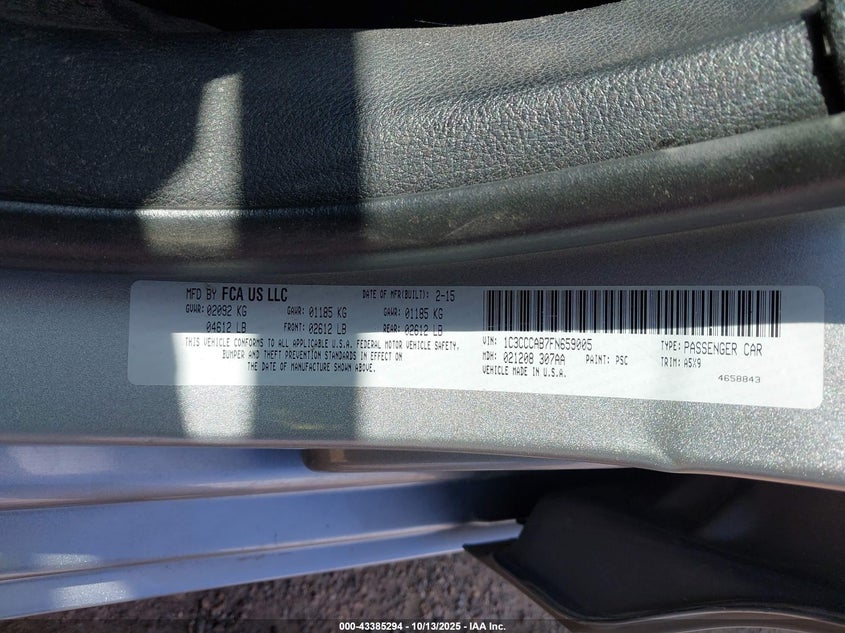 MFD BY FCA US LLC DATE OF MFR(BUILT): 2-15
GVWR: 02092 KG GAWR: 01185 KG GAWR: 01185 KG
04612 LB FRONT: 02612 LB REAR: 02612 LB
THIS VEHICLE CONFORMS TO ALL APPLICABLE U.S.A. FEDERAL MOTOR VEHICLE SAFETY,
BUMPER AND THEFT PREVENTION STANDARDS IN EFFECT ON
THE DATE OF MANUFACTURE SHOWN ABOVE.
VIN: 1C3CCCAB7FN659005 TYPE: PASSENGER CAR
MDH: 021208 307AA PAINT: PSC TRIM: A5X9
VEHICLE MADE IN U.S.A. 4658843
000-43385294 - 10/13/2025 - IAA Inc.